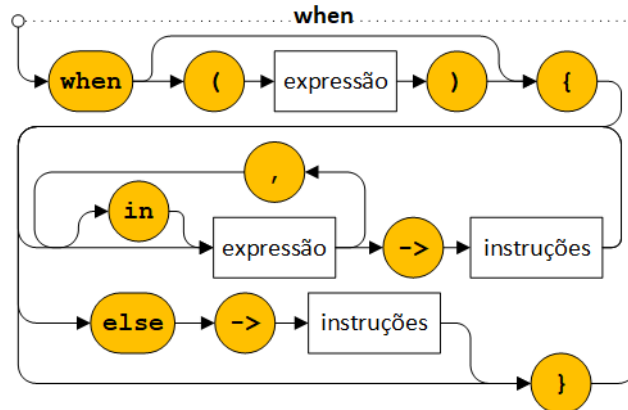 when
when ( expressão ) {
,
in
expressão -> instruções
else -> instruções
}